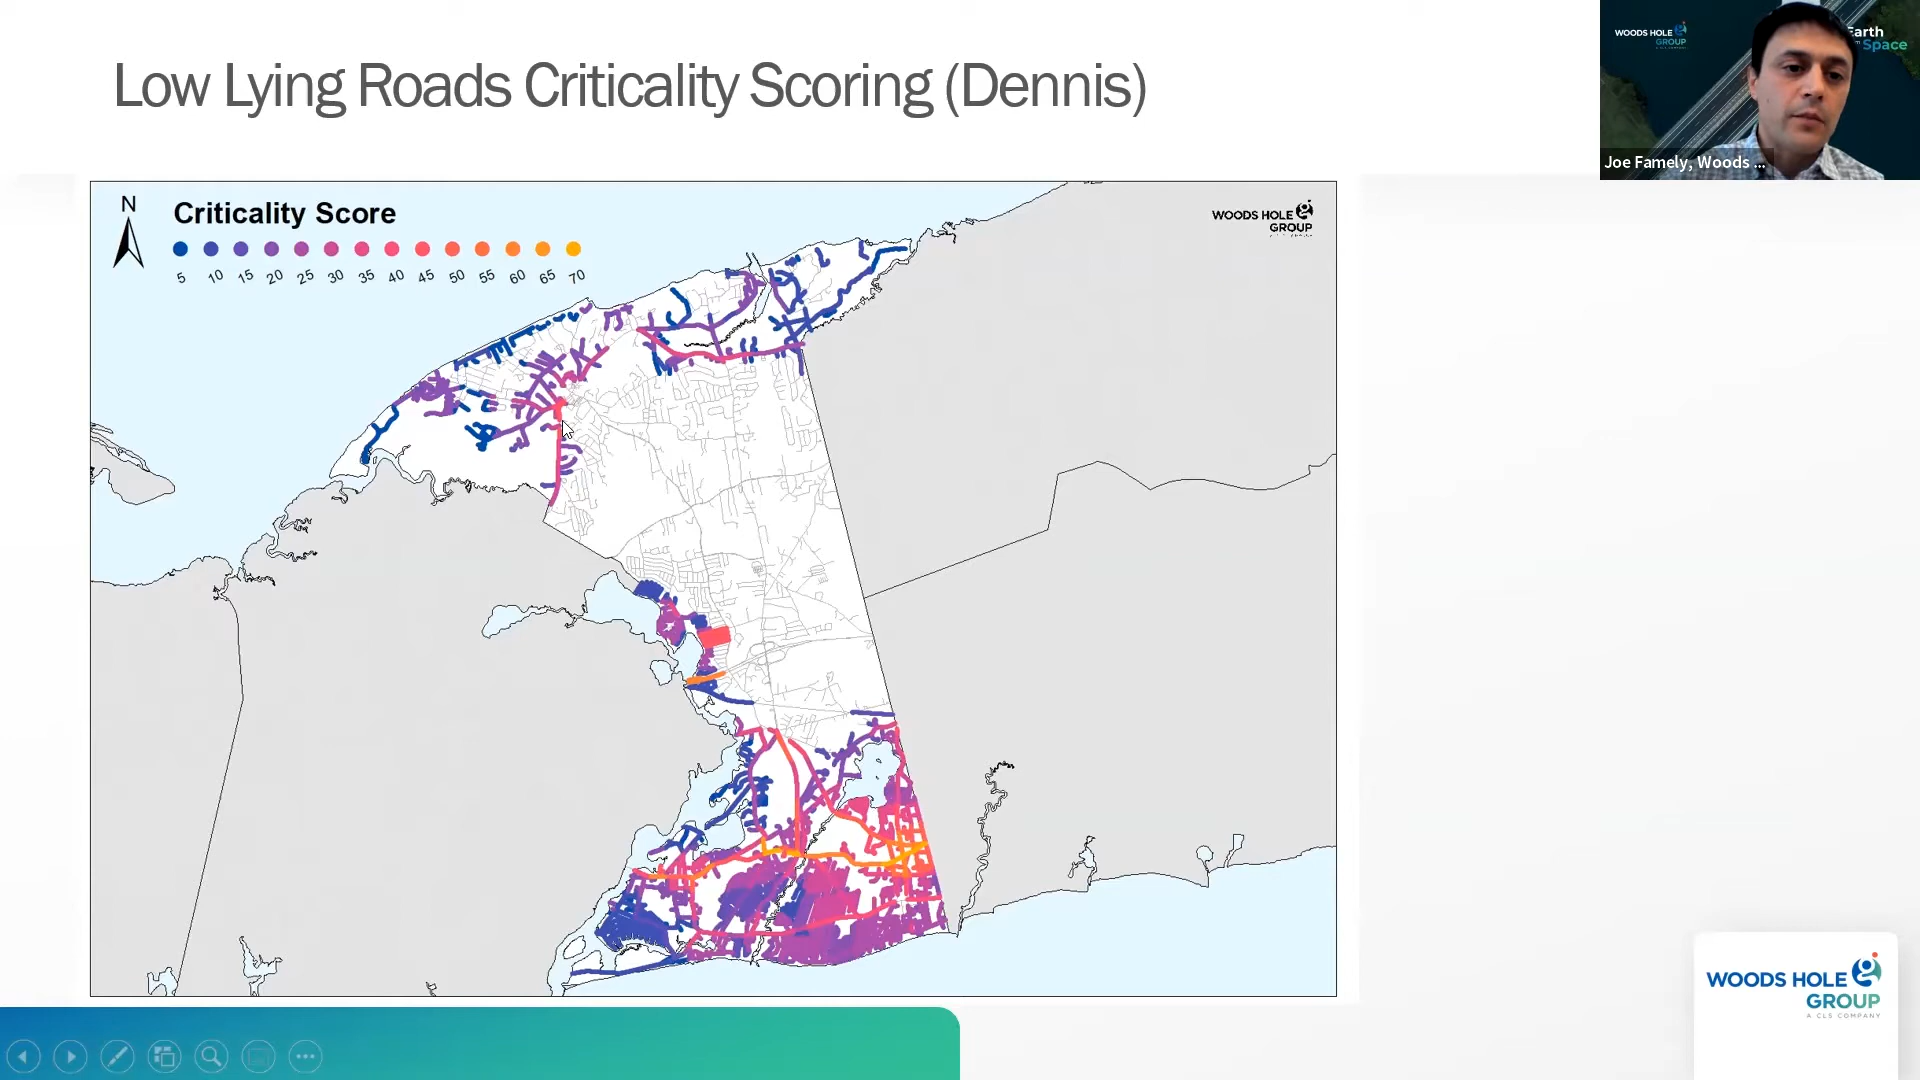 Low Lying Roads Criticality Scoring (Dennis)
WOODS HOLE
GROUP
Earth
Space
Joe Famely, Woods ...
N
Criticality Score
5 10 15 20 25 30 35 40 45 50 55 60 65 70
WOODS HOLE
GROUP
WOODS HOLE
GROUP
A CLS COMPANY